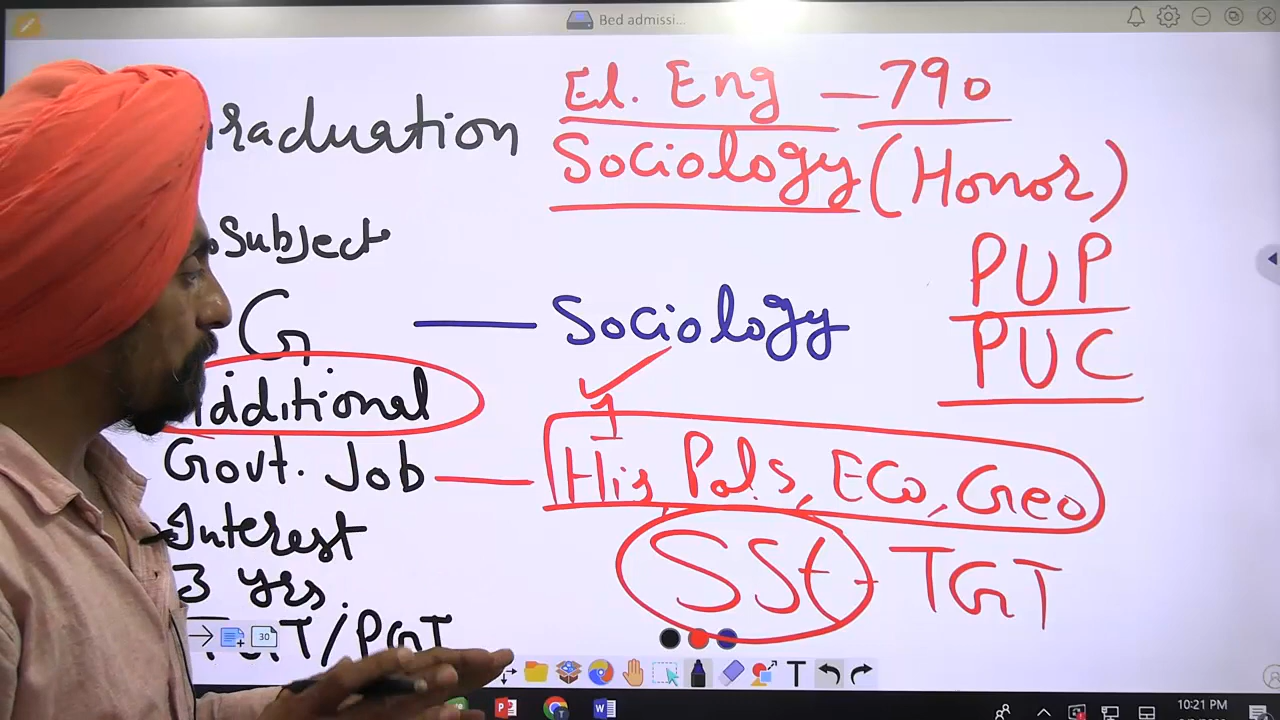 Bed admissi...
raduation
El. Eng - 790
Sociology (Honor)
Subject
PUP
G - Sociology
PUC
dditional
Govt. Job - His Pol.S, ECo, Geo
Interest
SSt - TGT
3 yrs.
T/PGT
30
T
10:21 PM